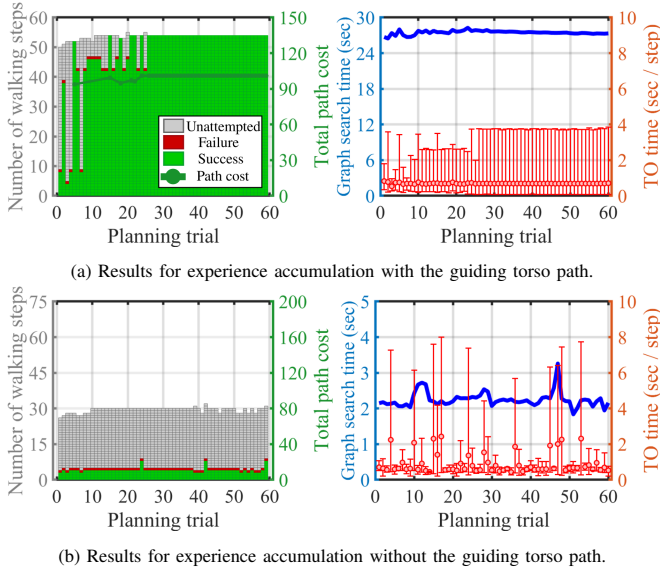 60
50
40
30
20
10
0
Number of walking steps
150
120
90
60
30
0
Total path cost
Unattempted
Failure
Success
Path cost
0 10 20 30 40 50 60
Planning trial
30
24
18
12
6
0
Graph search time (sec)
10
8
6
4
2
0
TO time (sec / step)
0 10 20 30 40 50 60
Planning trial
(a) Results for experience accumulation with the guiding torso path.
75
60
45
30
15
0
Number of walking steps
200
160
120
80
40
0
Total path cost
0 10 20 30 40 50 60
Planning trial
5
4
3
2
1
0
Graph search time (sec)
10
8
6
4
2
0
TO time (sec / step)
0 10 20 30 40 50 60
Planning trial
(b) Results for experience accumulation without the guiding torso path.